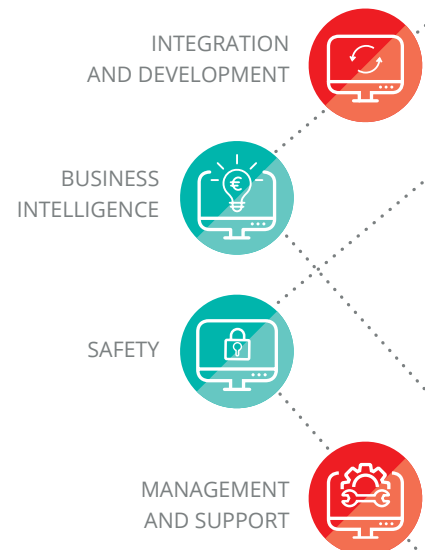 INTEGRATION
AND DEVELOPMENT
BUSINESS
INTELLIGENCE
€
SAFETY
MANAGEMENT
AND SUPPORT